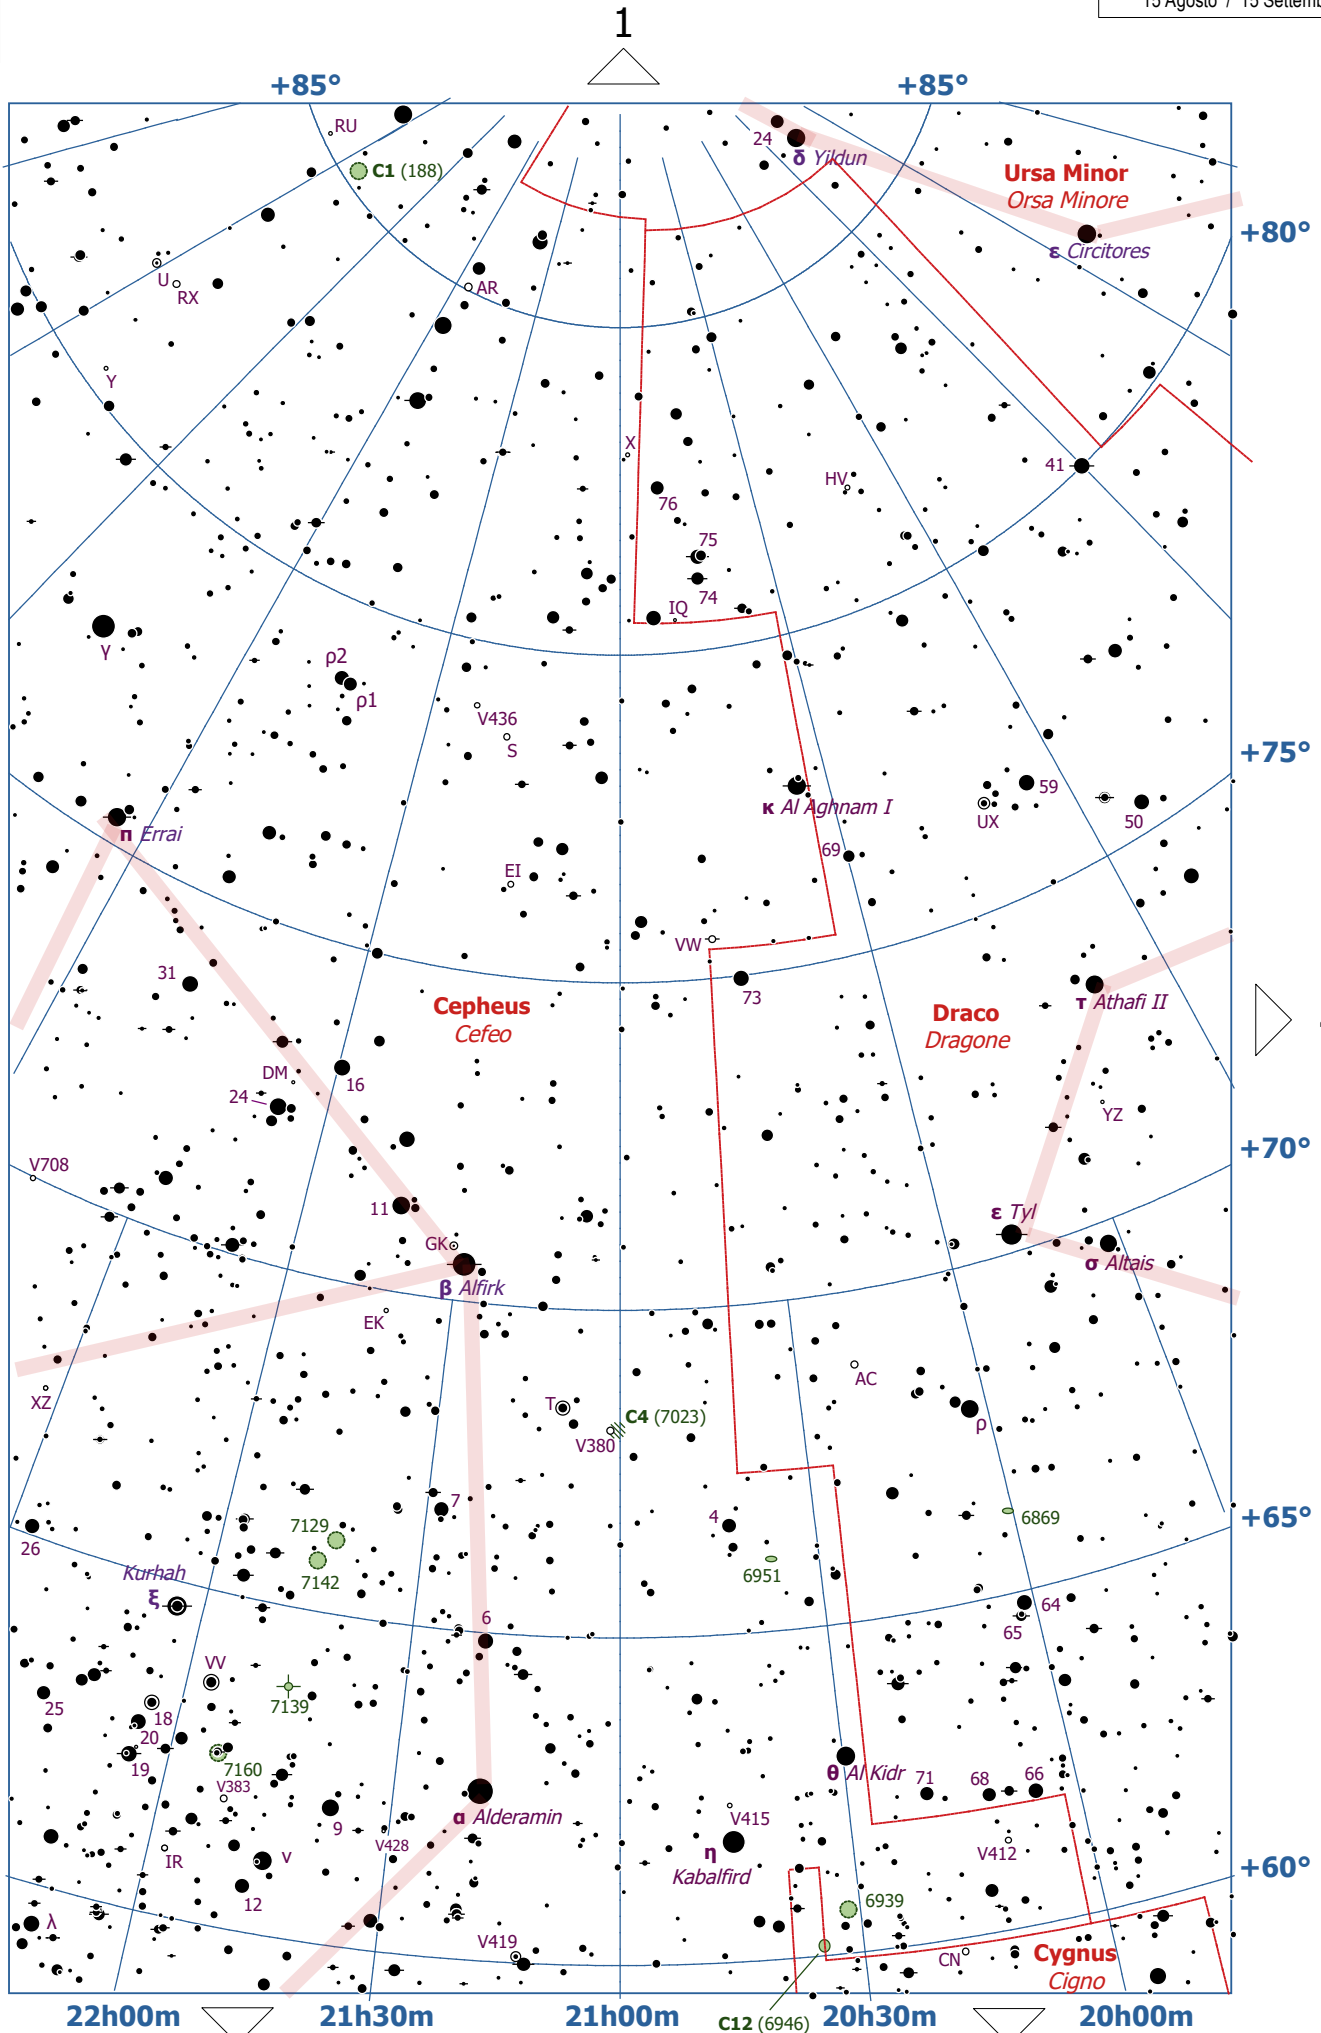 15 Agosto / 15 Settemb
1
+85°
+85°
RU
C1 (188)
24
δ Yildun
Ursa Minor
Orsa Minore
+80°
ε Circitores
U
RX
AR
Y
X
41
HV
76
75
74
IQ
γ
ρ2
ρ1
V436
S
+75°
κ Al Aghnam I
59
UX
50
π Errai
69
EI
VW
31
73
τ Athafi II
Cepheus
Cefeo
Draco
Dragone
DM
16
24
YZ
+70°
V708
11
ε Tyl
GK
σ Altais
β Alfirk
EK
AC
XZ
T
C4 (7023)
V380
ρ
7
4
6869
+65°
7129
26
7142
6951
Kurhah
ξ
64
6
65
VV
25
7139
18
20
19
7160
θ Al Kidr
71
68
66
V383
α Alderamin
V415
9
V428
η
Kabalfird
V412
IR
ν
+60°
12
6939
λ
V419
CN
Cygnus
Cigno
22h00m
21h30m
21h00m
20h30m
20h00m
C12 (6946)